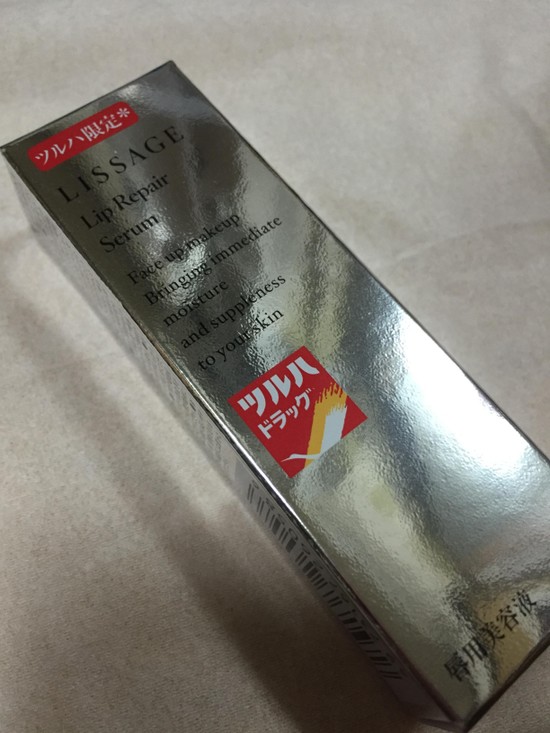 ツルハ限定*
LISSAGE
Lip Repair
Serum
Face up makeup
Bringing immediate
moisture
and suppleness
to your skin
ツルハ
ドラッグ
唇用美容液